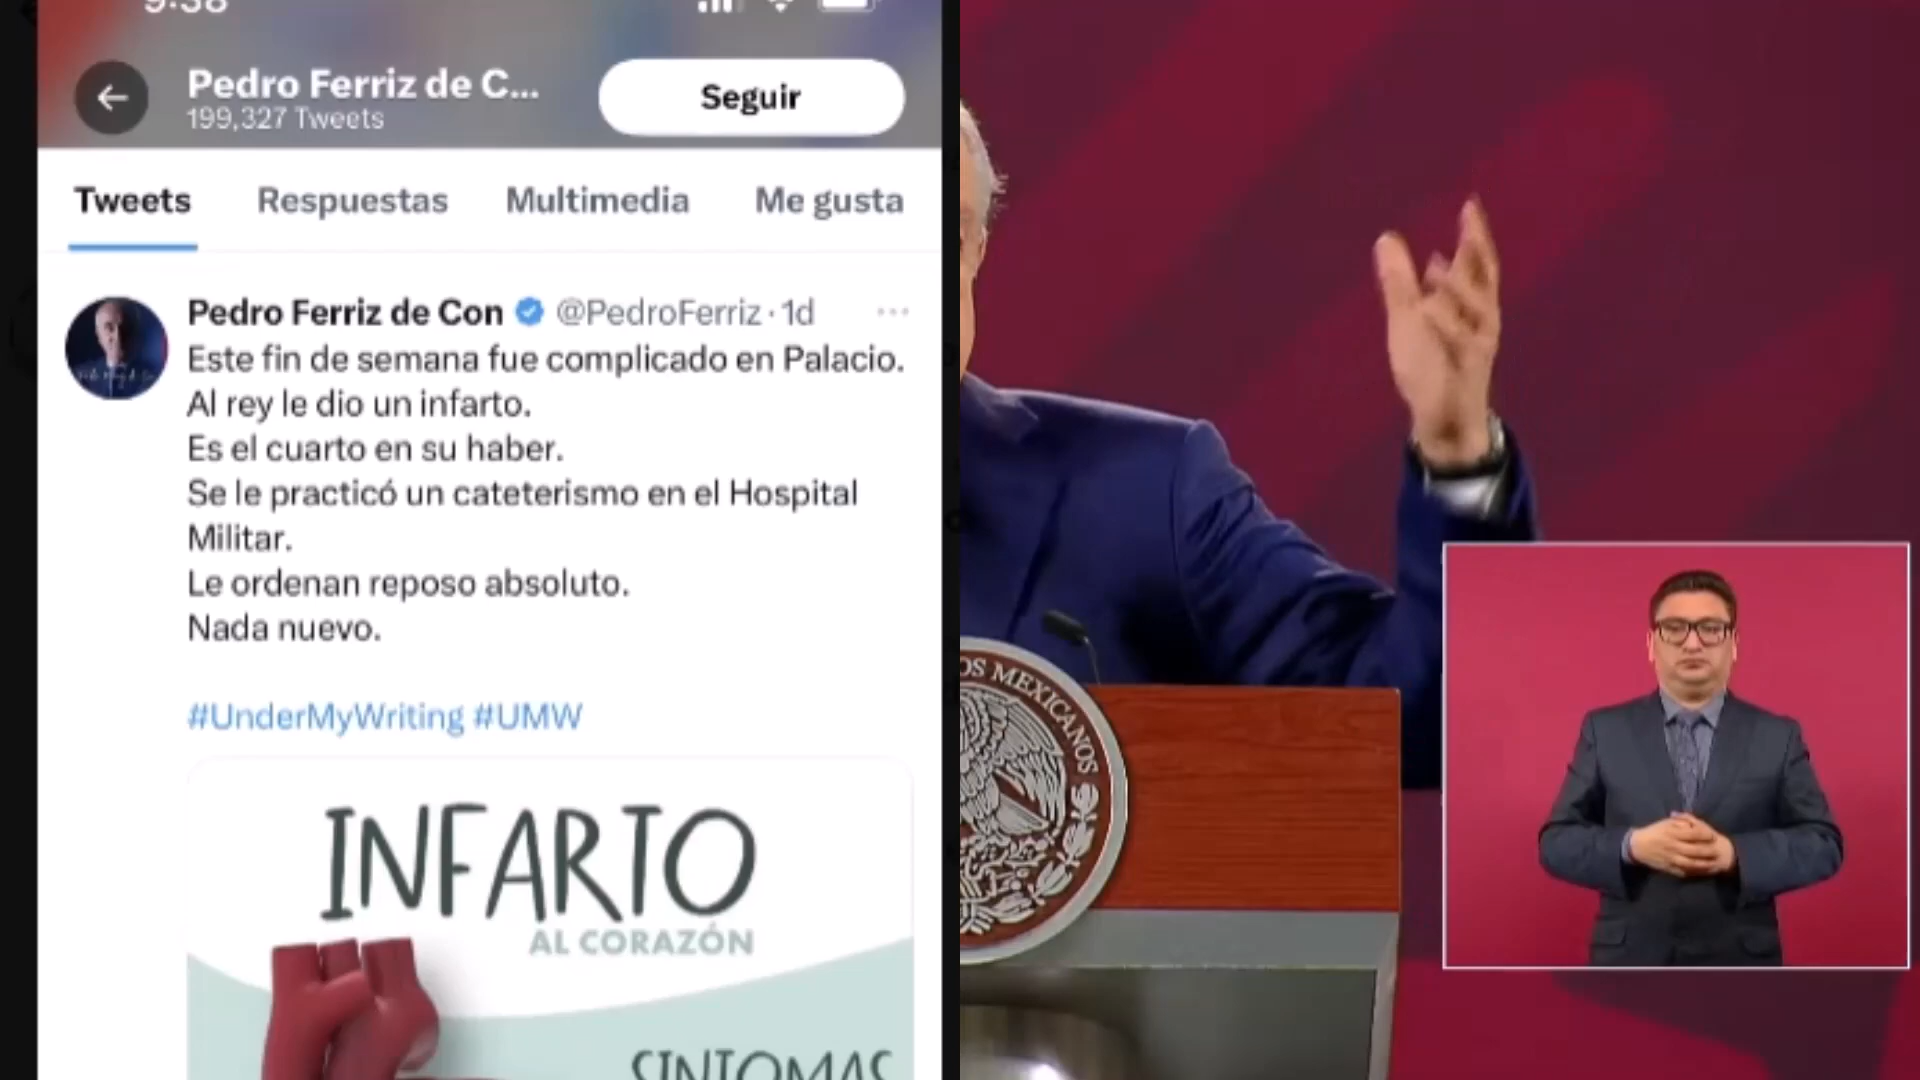 9:38
Pedro Ferriz de C...
199,327 Tweets
Seguir
Tweets Respuestas Multimedia Me gusta
Pedro Ferriz de Con @PedroFerriz · 1d
Este fin de semana fue complicado en Palacio.
Al rey le dio un infarto.
Es el cuarto en su haber.
Se le practicó un cateterismo en el Hospital
Militar.
Le ordenan reposo absoluto.
Nada nuevo.
#UnderMyWriting #UMW
INFARTO
AL CORAZÓN
SINTOMAS
OS MEXICANOS